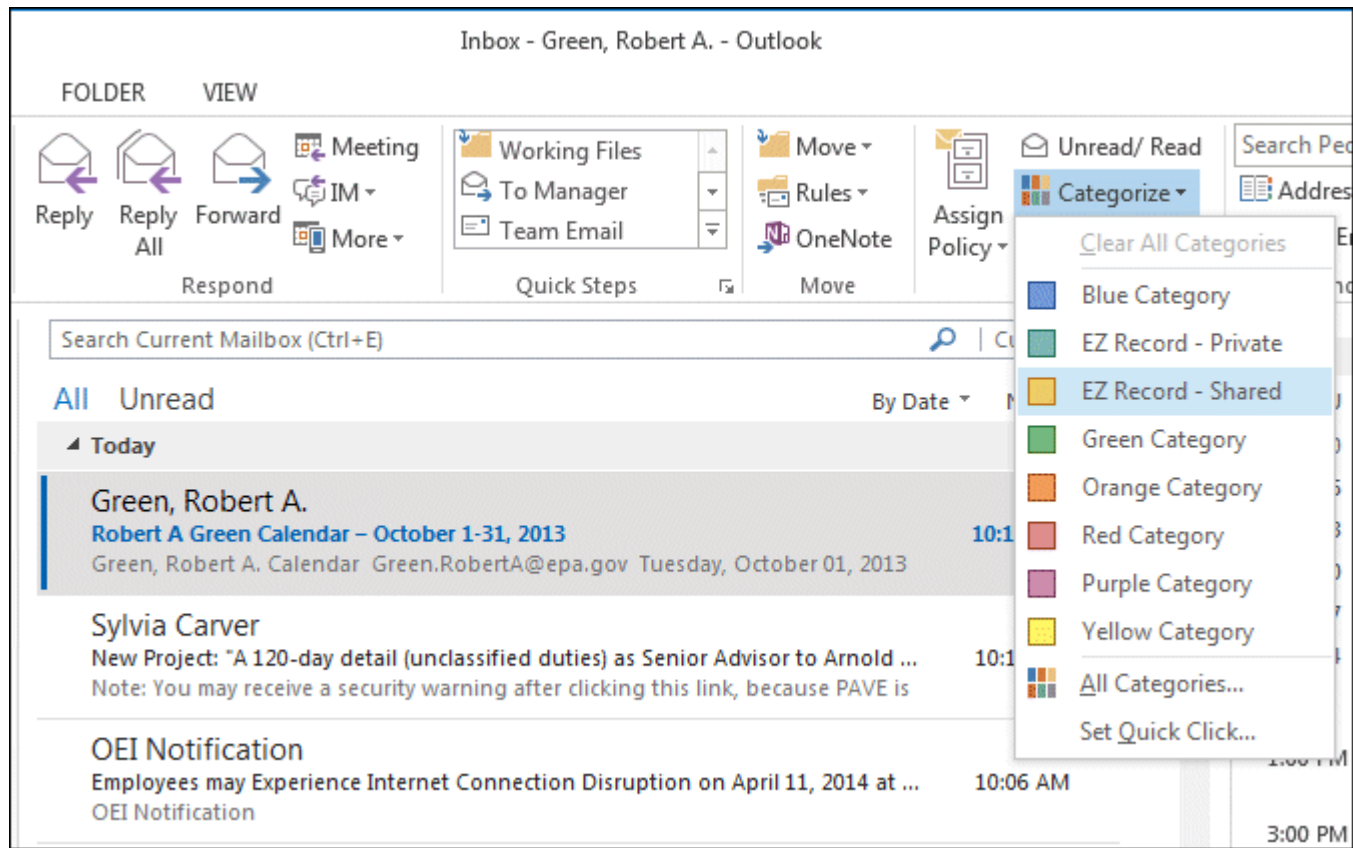 Inbox - Green, Robert A. - Outlook
FOLDER VIEW
Reply
Reply All
Forward
Meeting
IM
More
Respond
Working Files
To Manager
Team Email
Quick Steps
Move
Rules
OneNote
Move
Assign Policy
Unread/ Read
Categorize
Search
Clear All Categories
Blue Category
EZ Record - Private
EZ Record - Shared
Green Category
Orange Category
Red Category
Purple Category
Yellow Category
All Categories...
Set Quick Click...
Search Current Mailbox (Ctrl+E)
All Unread By Date
Today
Green, Robert A.
Robert A Green Calendar – October 1-31, 2013 10:1
Green, Robert A. Calendar Green.RobertA@epa.gov Tuesday, October 01, 2013
Sylvia Carver
New Project: "A 120-day detail (unclassified duties) as Senior Advisor to Arnold ... 10:1
Note: You may receive a security warning after clicking this link, because PAVE is
OEI Notification
Employees may Experience Internet Connection Disruption on April 11, 2014 at ... 10:06 AM
OEI Notification
3:00 PM